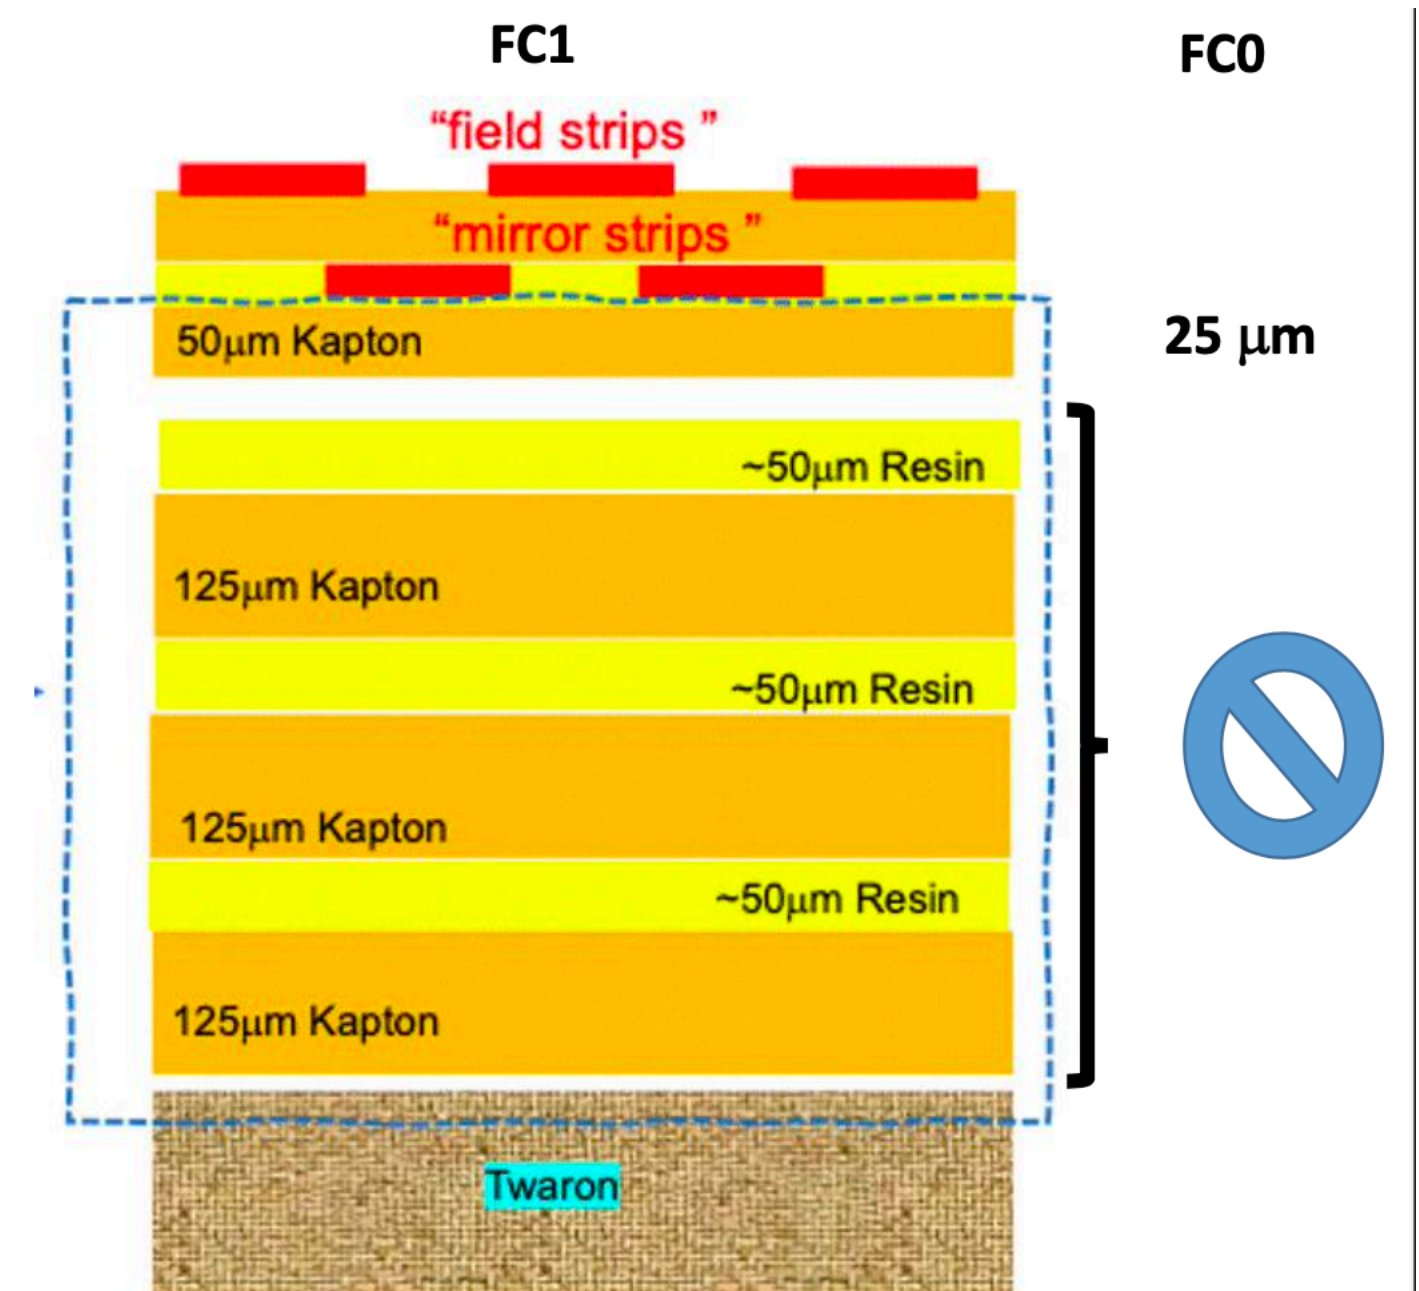 FC1
FC0
“field strips ”
“mirror strips ”
50μm Kapton
25 μm
~50μm Resin
125μm Kapton
~50μm Resin
125μm Kapton
~50μm Resin
125μm Kapton
Twaron